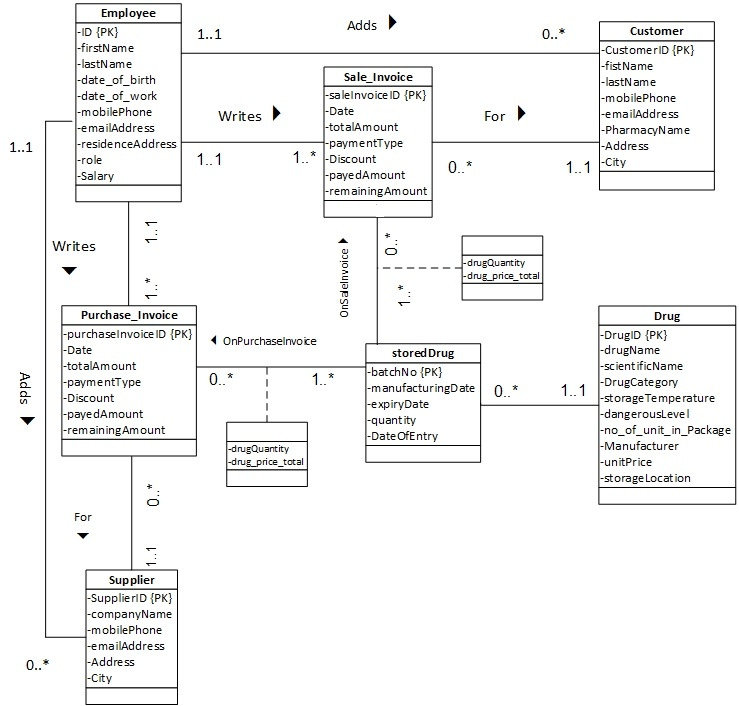 Employee
-ID {PK}
-firstName
-lastName
-date_of_birth
-date_of_work
-mobilePhone
-emailAddress
-residenceAddress
-role
-Salary
Adds
1..1
0..*
Customer
-CustomerID {PK}
-fistName
-lastName
-mobilePhone
-emailAddress
-PharmacyName
-Address
-City
Sale_Invoice
-saleInvoiceID {PK}
-Date
-totalAmount
-paymentType
-Discount
-payedAmount
-remainingAmount
Writes
1..1
1..*
For
0..*
1..1
1..1
Writes
1..1
1..*
OnSaleInvoice
0..*
1..*
-drugQuantity
-drug_price_total
Purchase_Invoice
-purchaseInvoiceID {PK}
-Date
-totalAmount
-paymentType
-Discount
-payedAmount
-remainingAmount
OnPurchaseInvoice
0..*
1..*
-drugQuantity
-drug_price_total
storedDrug
-batchNo {PK}
-manufacturingDate
-expiryDate
-quantity
-DateOfEntry
0..*
1..1
Drug
-DrugID {PK}
-drugName
-scientificName
-DrugCategory
-storageTemperature
-dangerousLevel
-no_of_unit_in_Package
-Manufacturer
-unitPrice
-storageLocation
Adds
0..*
For
0..*
1..1
Supplier
-SupplierID {PK}
-companyName
-mobilePhone
-emailAddress
-Address
-City